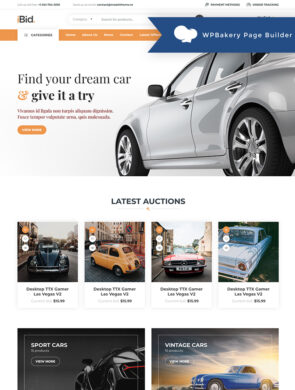 Bid.
PAYMENT METHODS
ORDER TRACKING
CATEGORIES
Home
About Us
News
Contact
WPBakery Page Builder
Find your dream car
& give it a try
Vivamus id ligula non turpis aliquam dignissim.
Fusce tempor vulputate urna, quis malesuada.
VIEW MORE
LATEST AUCTIONS
Desktop TTX Gamer
Las Vegas V2
$15.99
Desktop TTX Gamer
Las Vegas V2
$15.99
Desktop TTX Gamer
Las Vegas V2
$15.99
Desktop TTX Gamer
Las Vegas V2
$15.99
SPORT CARS
10 products
VIEW MORE
VINTAGE CARS
10 products
VIEW MORE